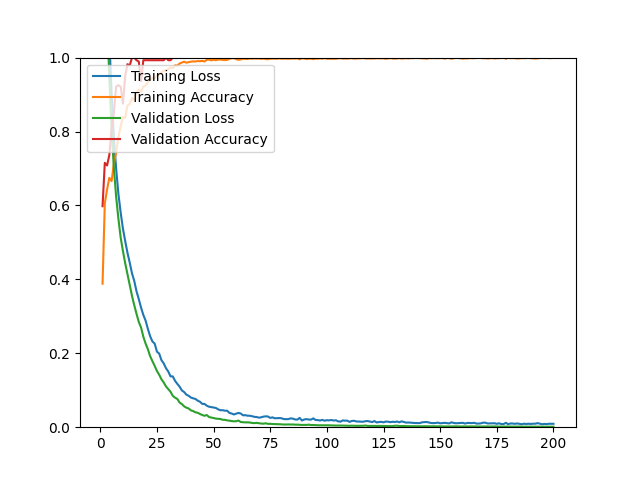 1.0
0.8
0.6
0.4
0.2
0.0
Training Loss
Training Accuracy
Validation Loss
Validation Accuracy
0 25 50 75 100 125 150 175 200